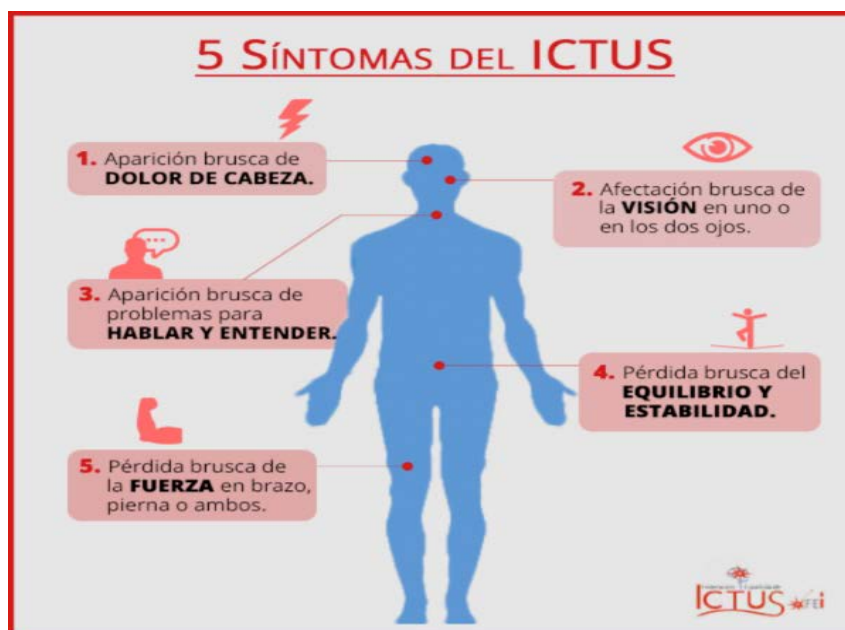 5 SÍNTOMAS DEL ICTUS
1. Aparición brusca de
DOLOR DE CABEZA.
2. Afectación brusca de
la VISIÓN en uno o
en los dos ojos.
3. Aparición brusca de
problemas para
HABLAR Y ENTENDER.
4. Pérdida brusca del
EQUILIBRIO Y
ESTABILIDAD.
5. Pérdida brusca de
la FUERZA en brazo,
pierna o ambos.
ICTUS FEI